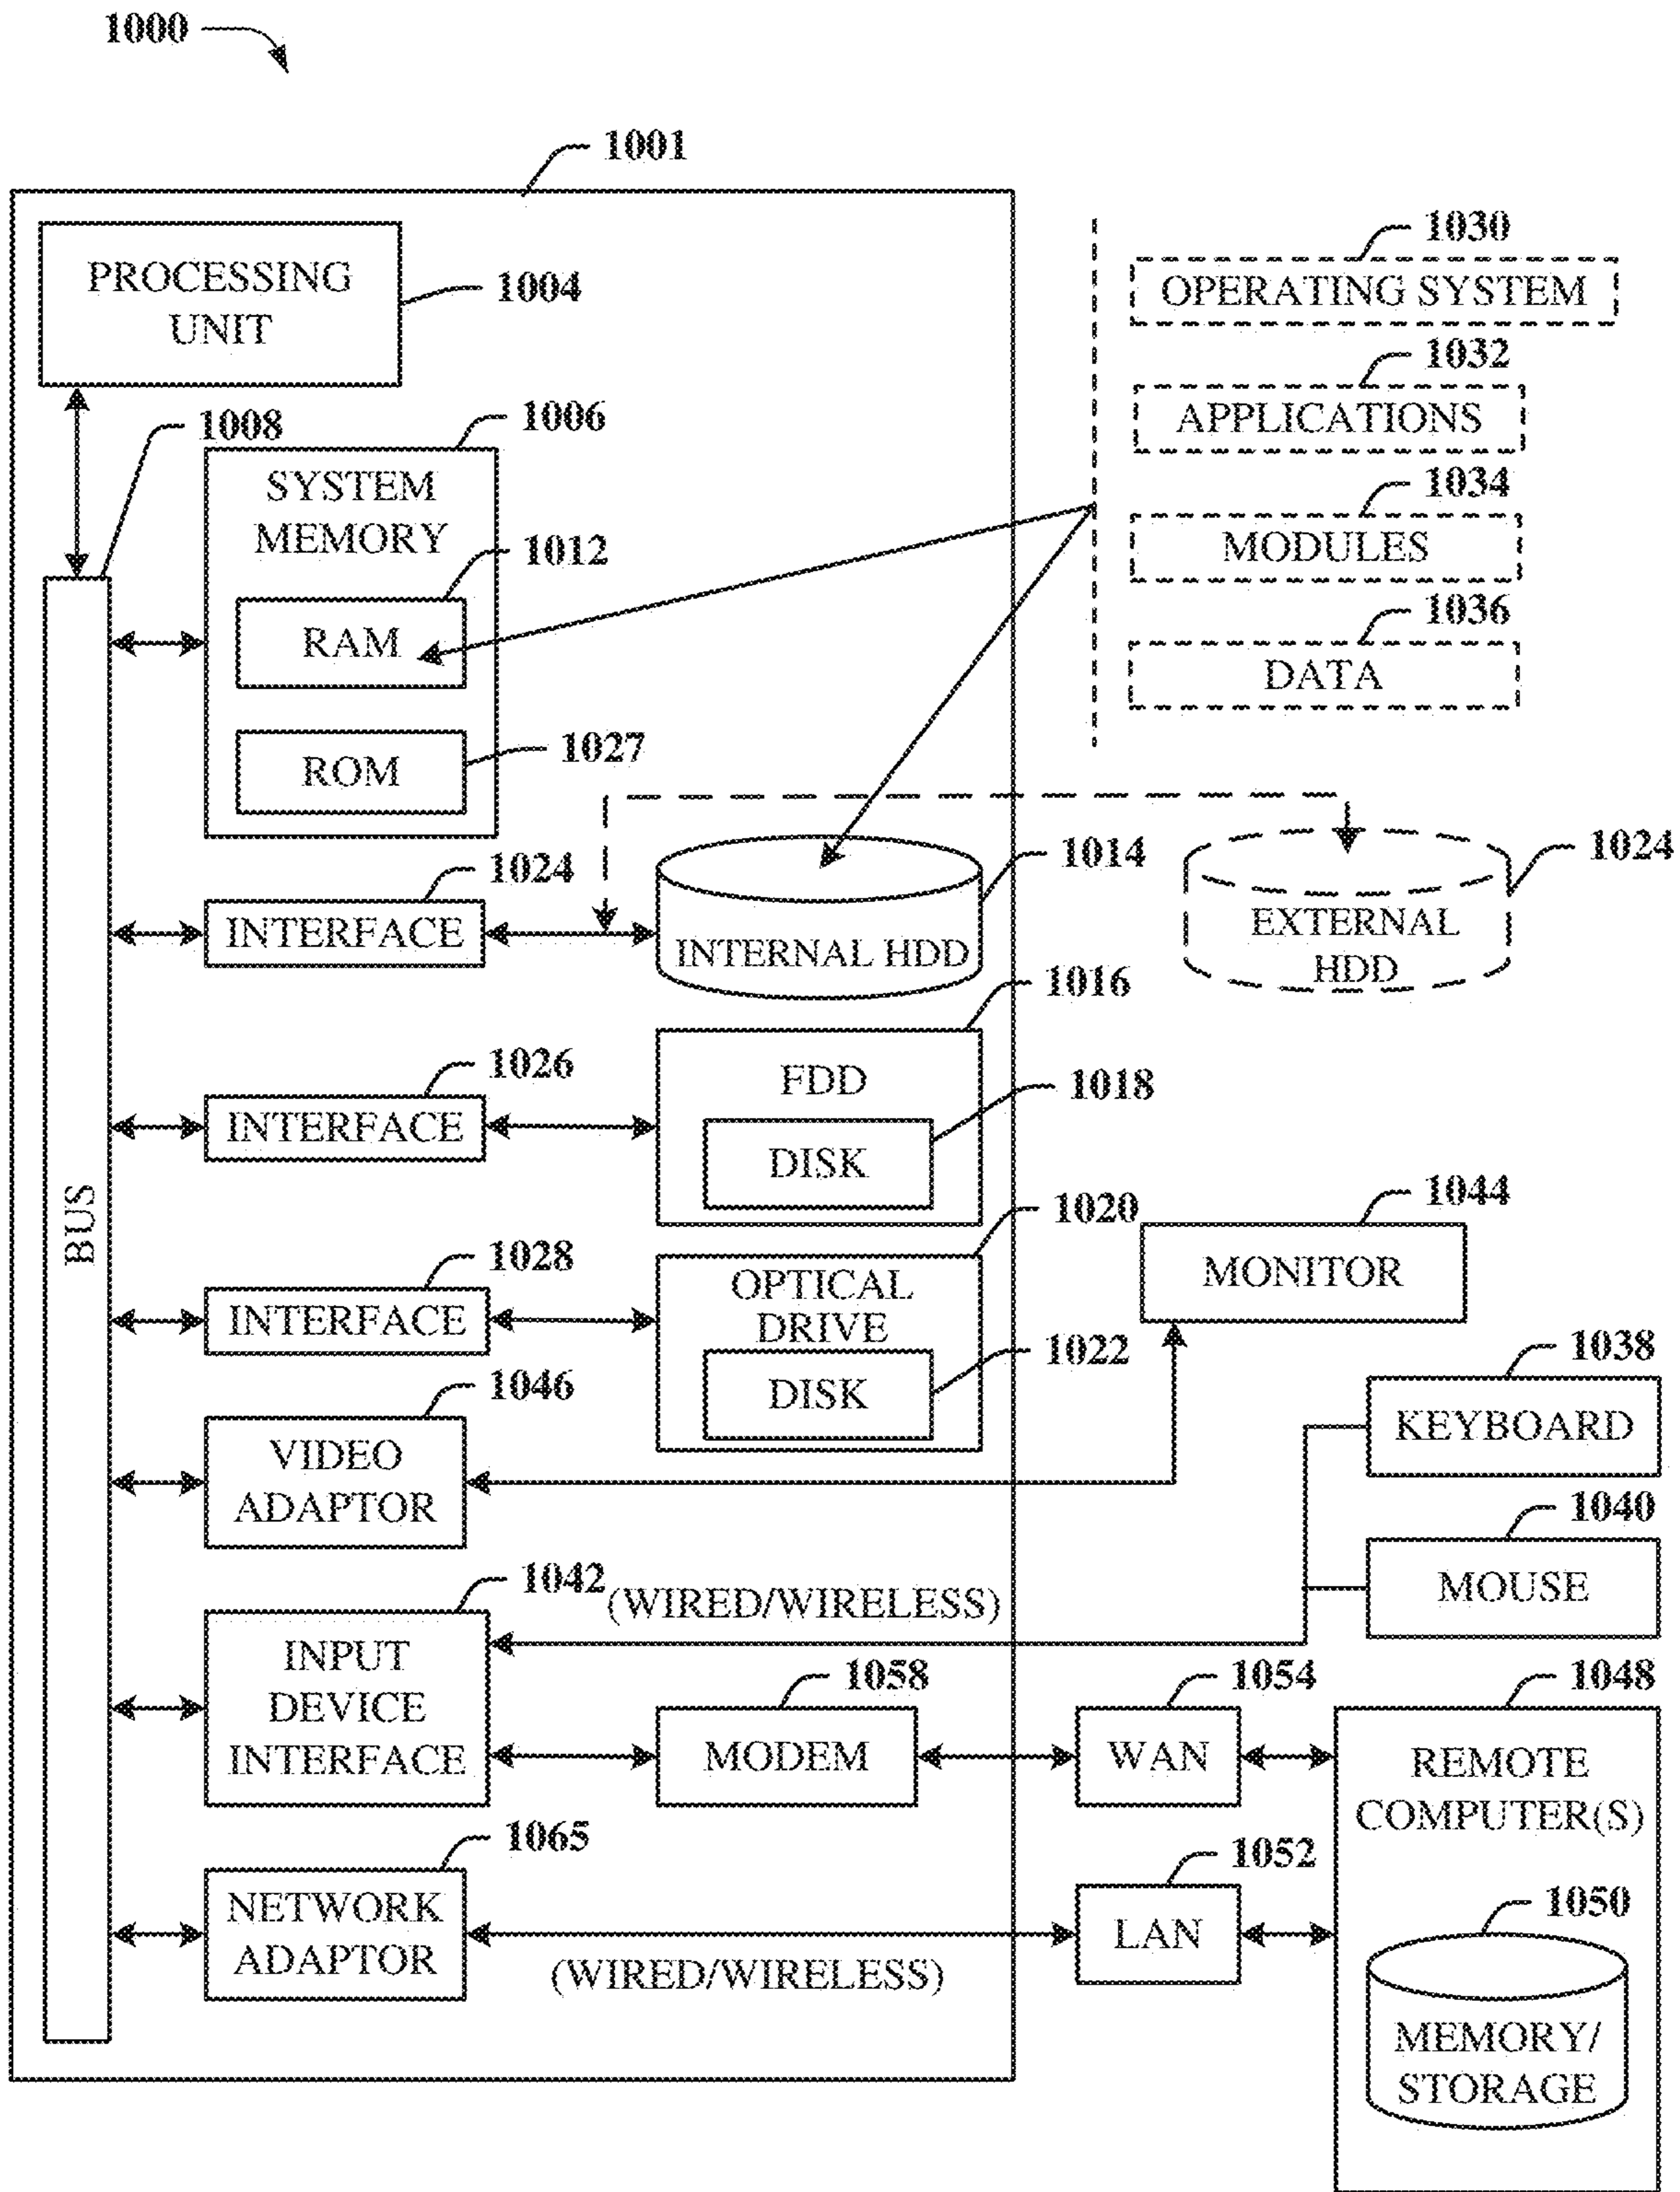 1000
1001
PROCESSING
UNIT
1004
1030
OPERATING SYSTEM
1032
APPLICATIONS
1034
MODULES
1036
DATA
1008
1006
SYSTEM
MEMORY
1012
RAM
1027
ROM
1024
INTERFACE
1014
INTERNAL HDD
1024
EXTERNAL
HDD
1016
FDD
1026
INTERFACE
1018
DISK
BUS
1020
OPTICAL
DRIVE
1028
INTERFACE
1022
DISK
1044
MONITOR
1046
VIDEO
ADAPTOR
1038
KEYBOARD
1040
MOUSE
1042
(WIRED/WIRELESS)
INPUT
DEVICE
INTERFACE
1058
MODEM
1054
WAN
1048
REMOTE
COMPUTER(S)
1065
NETWORK
ADAPTOR
(WIRED/WIRELESS)
1052
LAN
1050
MEMORY/
STORAGE